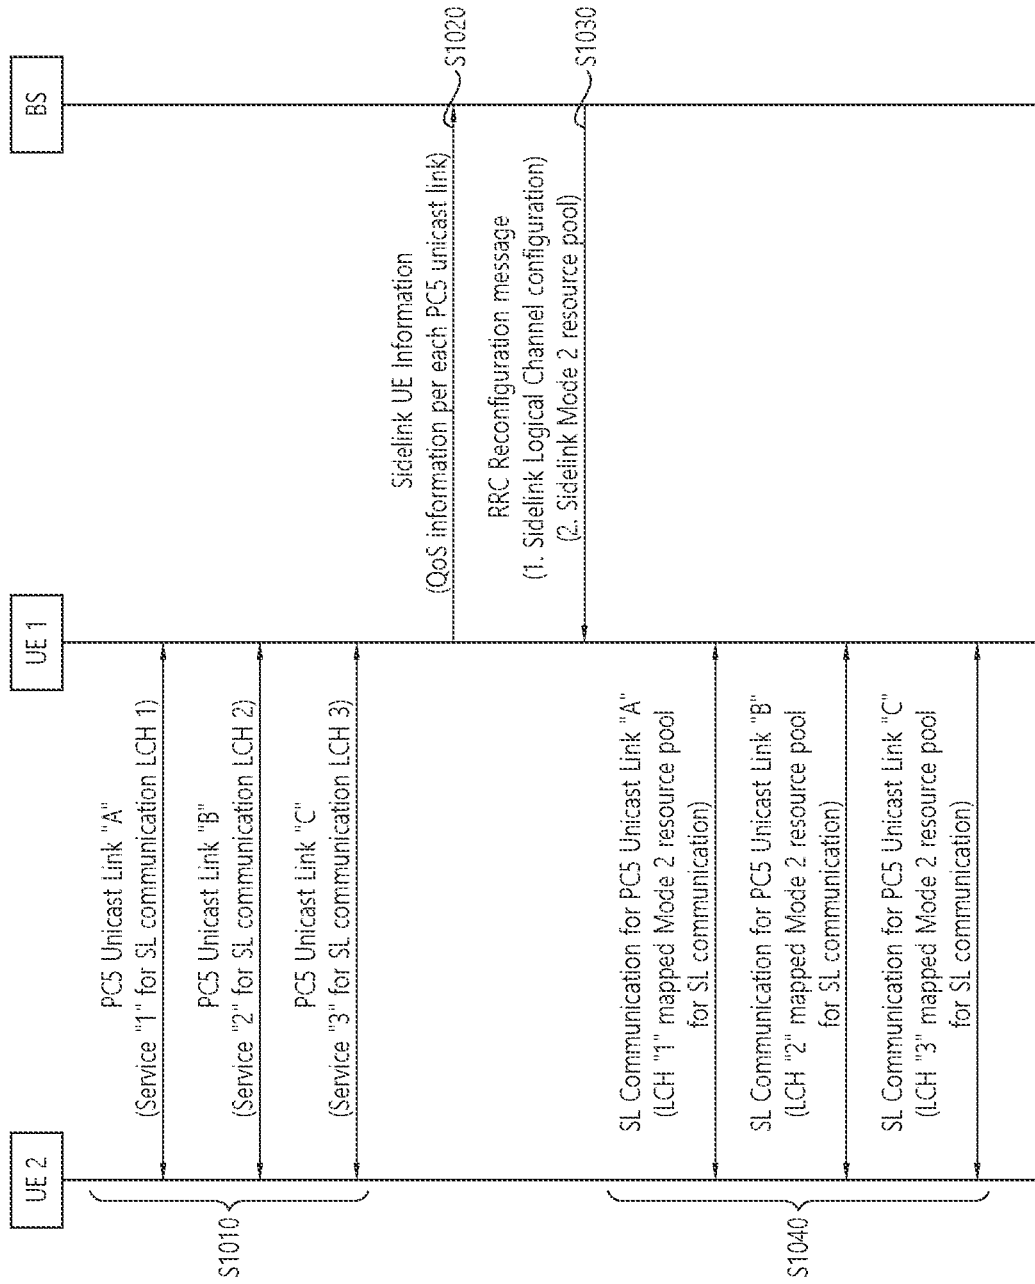 UE 2
UE 1
BS
PC5 Unicast Link "A"
(Service "1" for SL communication LCH 1)
PC5 Unicast Link "B"
(Service "2" for SL communication LCH 2)
PC5 Unicast Link "C"
(Service "3" for SL communication LCH 3)
S1010
Sidelink UE Information
(QoS information per each PC5 unicast link)
S1020
RRC Reconfiguration message
(1. Sidelink Logical Channel configuration)
(2. Sidelink Mode 2 resource pool)
S1030
SL Communication for PC5 Unicast Link "A"
(LCH "1" mapped Mode 2 resource pool
for SL communication)
SL Communication for PC5 Unicast Link "B"
(LCH "2" mapped Mode 2 resource pool
for SL communication)
SL Communication for PC5 Unicast Link "C"
(LCH "3" mapped Mode 2 resource pool
for SL communication)
S1040